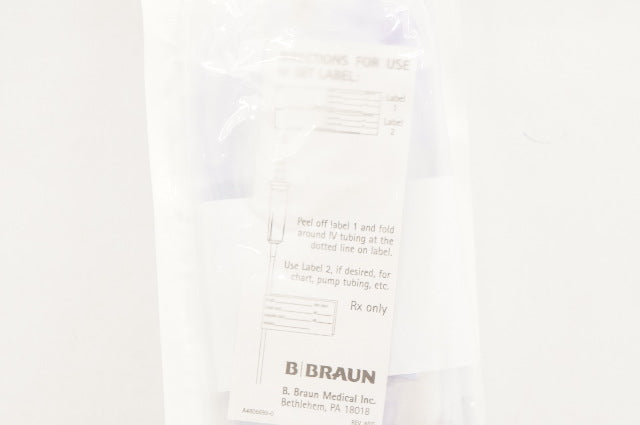 FOR USE
LABEL:
Label
1
Label
2
Peel off label 1 and fold
around IV tubing at the
dotted line on label.
Use Label 2, if desired, for
chart, pump tubing, etc.
Rx only
B|BRAUN
B. Braun Medical Inc.
Bethlehem, PA 18018